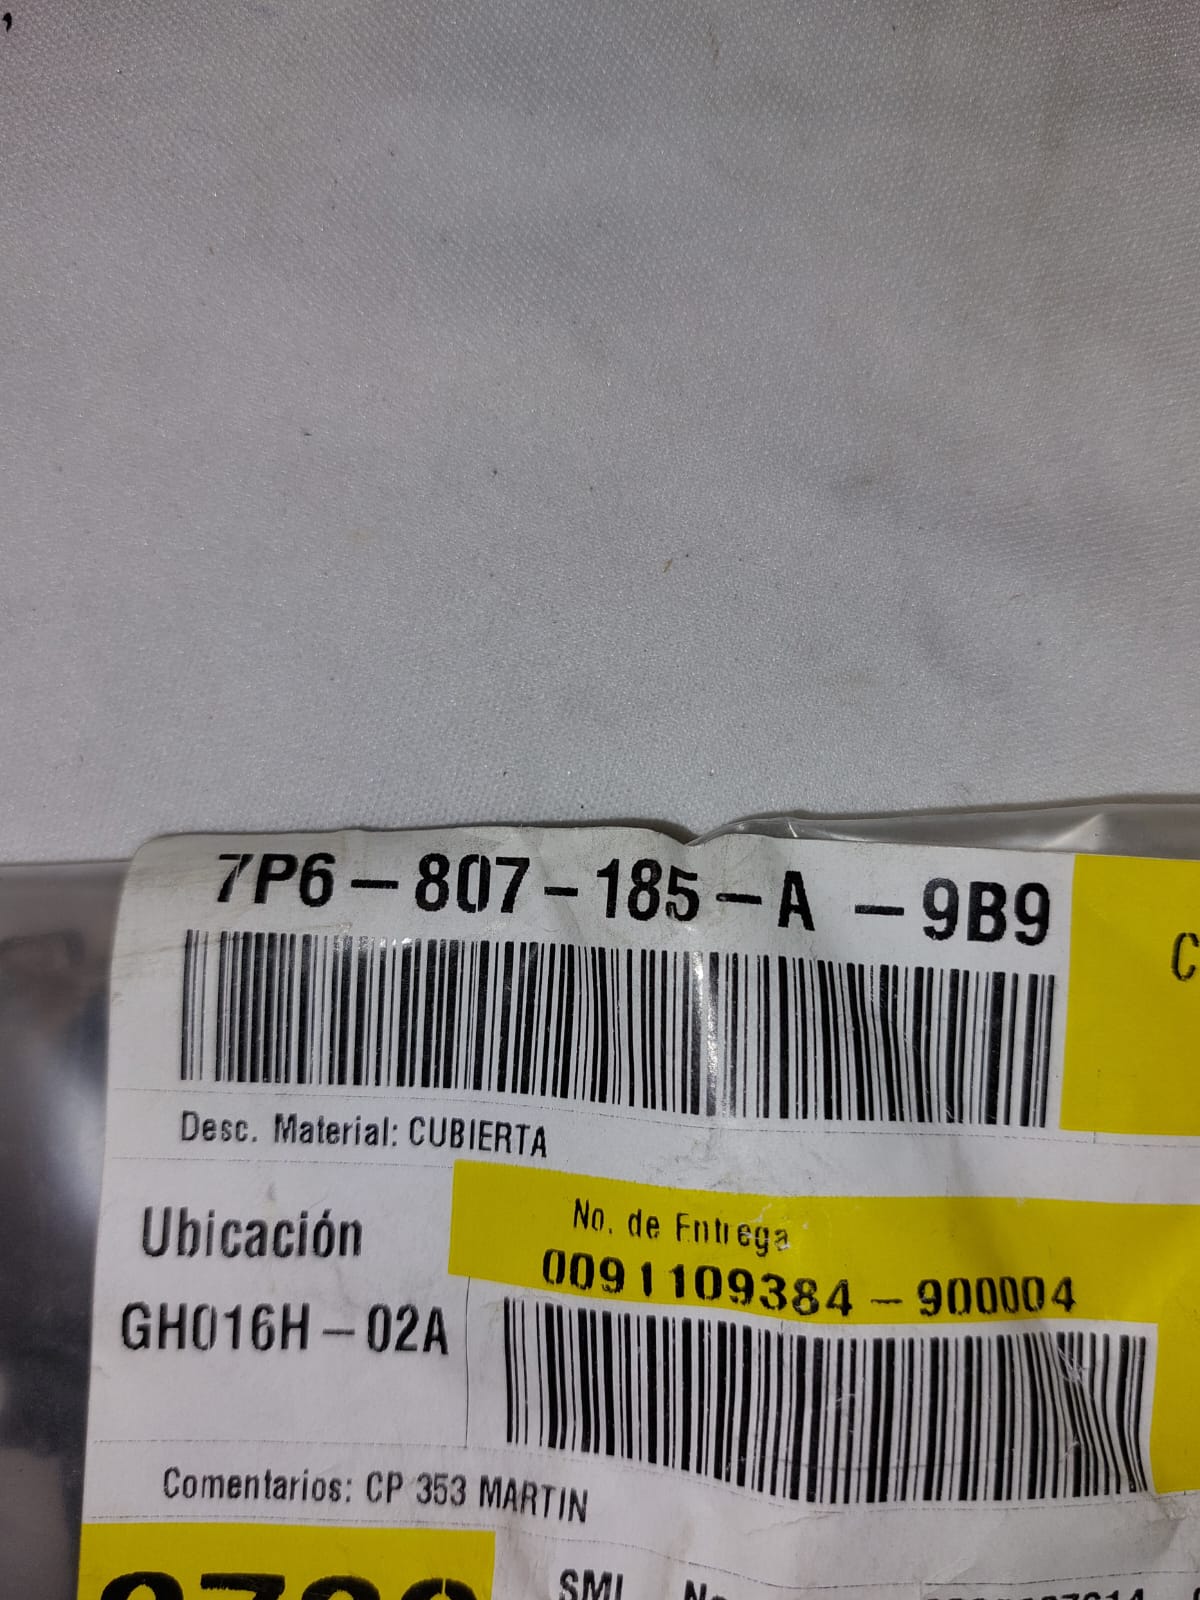 7P6-807-185-A -9B9
C
Desc. Material: CUBIERTA
No. de Entrega
Ubicación
0091109384-900004
GH016H-02A
Comentarios: CP 353 MARTIN
SMI